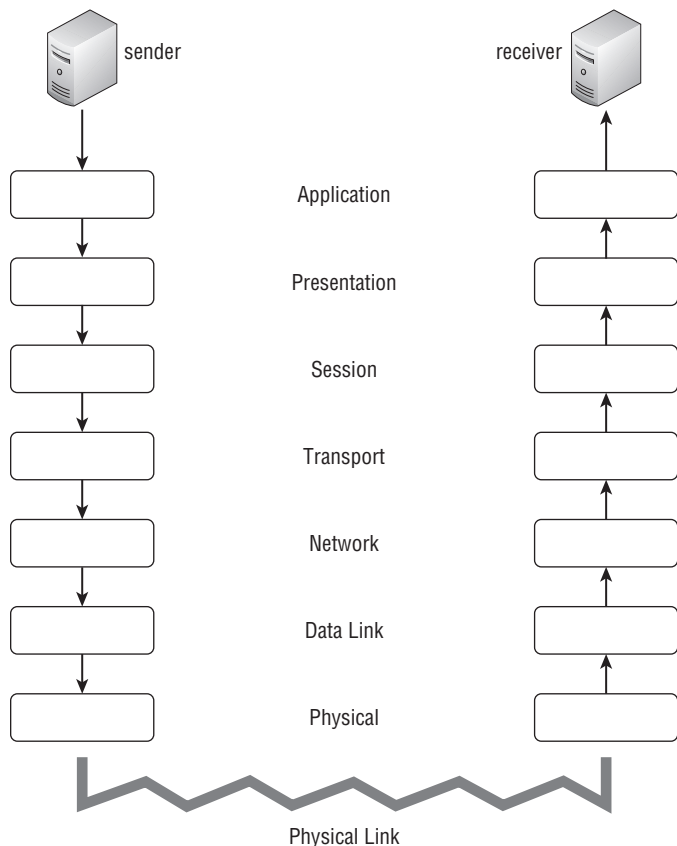 sender
receiver
Application
Presentation
Session
Transport
Network
Data Link
Physical
Physical Link